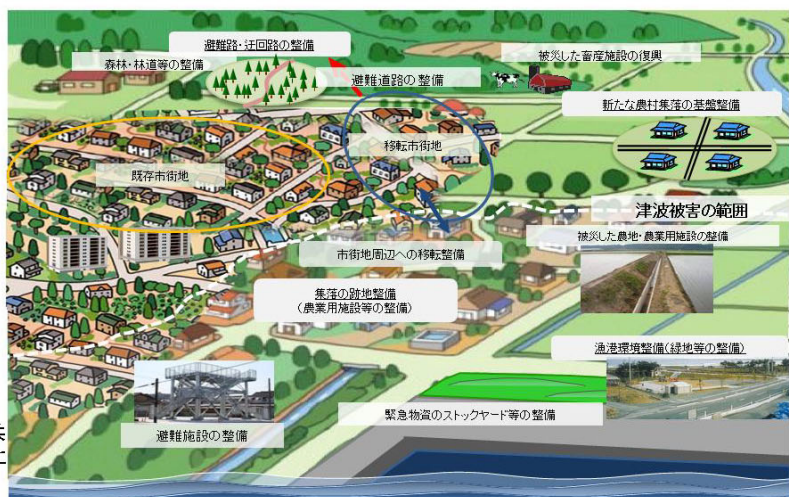 避難路・迂回路の整備
森林・林道等の整備
避難道路の整備
被災した畜産施設の復興
新たな農村集落の基盤整備
移転市街地
既存市街地
津波被害の範囲
被災した農地・農業用施設の整備
市街地周辺への移転整備
集落の跡地整備
(農業用施設等の整備)
漁港環境整備(緑地等の整備)
緊急物資のストックヤード等の整備
避難施設の整備